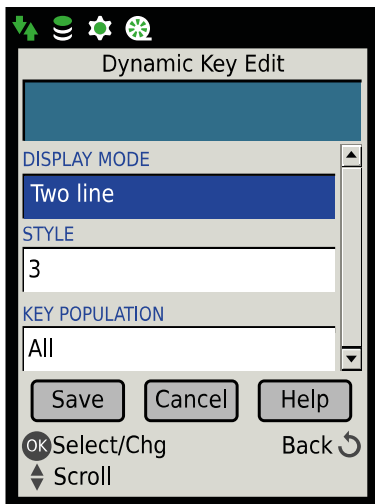 Dynamic Key Edit
DISPLAY MODE
Two line
STYLE
3
KEY POPULATION
All
Save Cancel Help
OK Select/Chg Back
Scroll